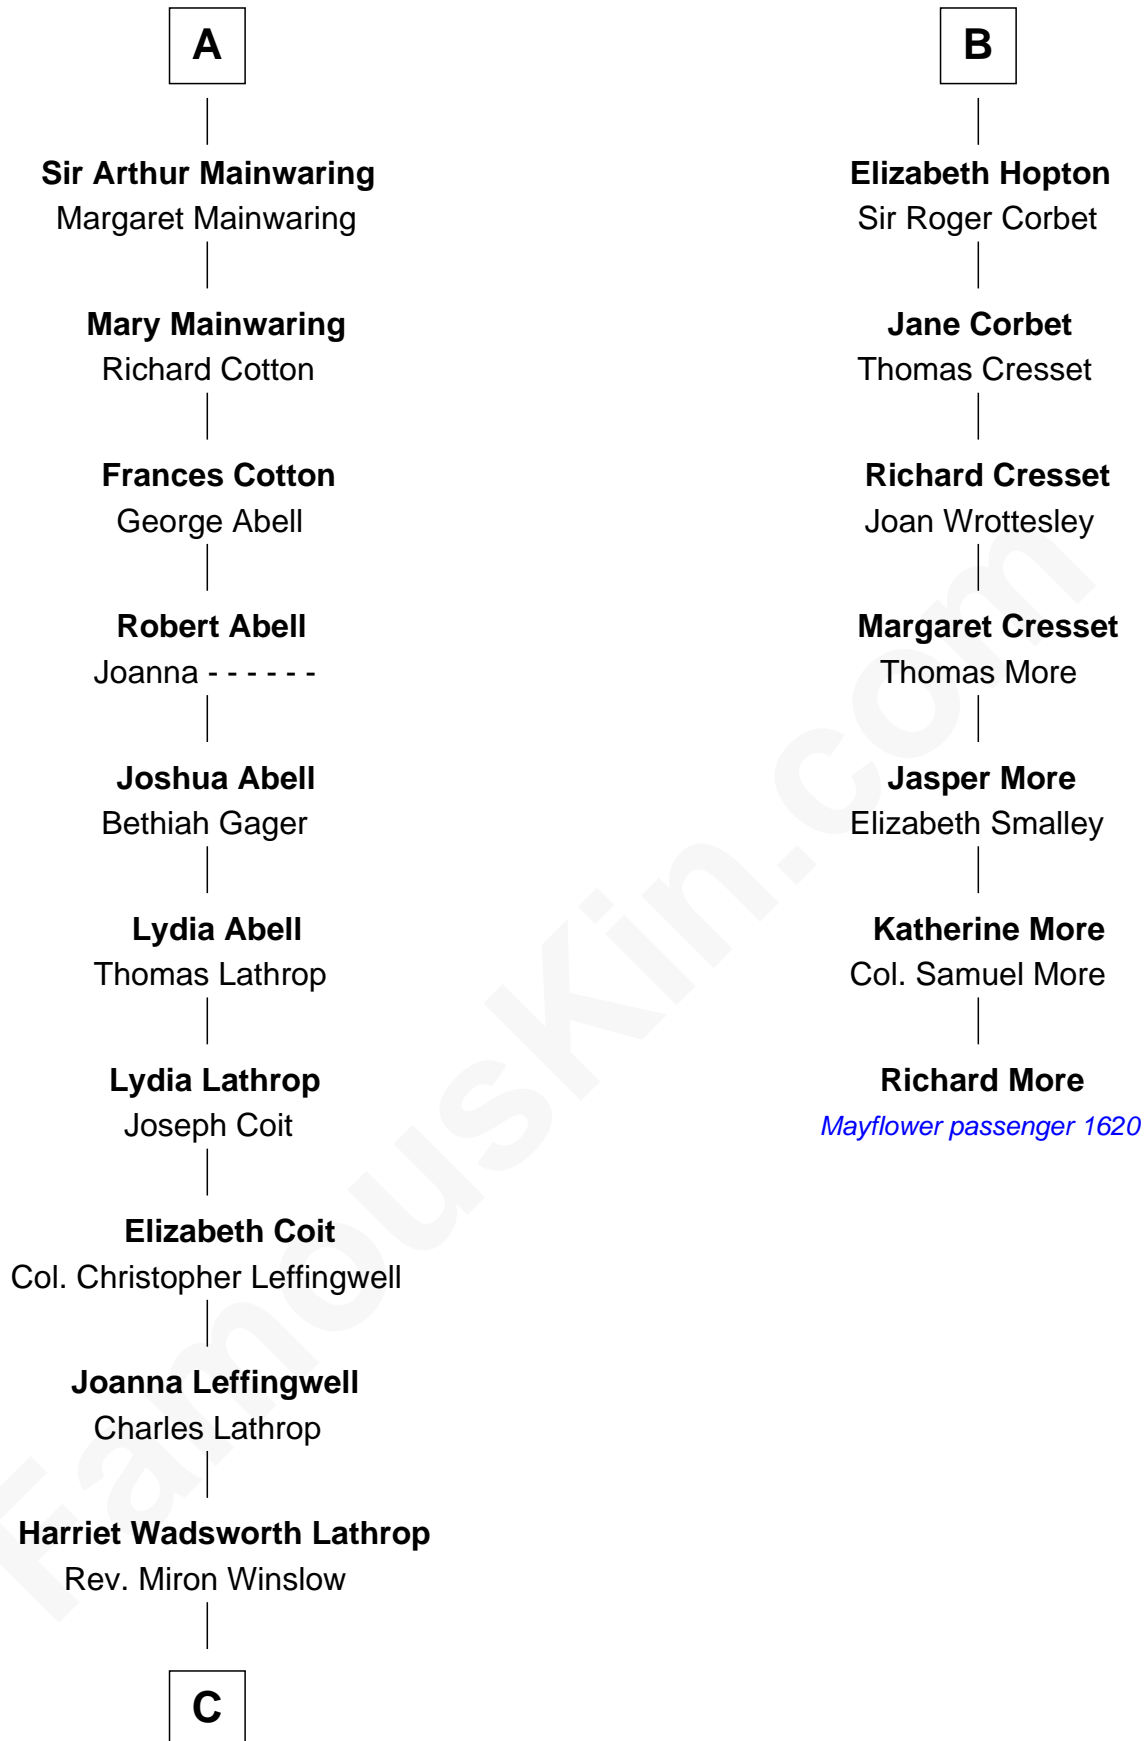 A
Sir Arthur Mainwaring
Margaret Mainwaring
Mary Mainwaring
Richard Cotton
Frances Cotton
George Abell
Robert Abell
Joanna - - - - - -
Joshua Abell
Bethiah Gager
Lydia Abell
Thomas Lathrop
Lydia Lathrop
Joseph Coit
Elizabeth Coit
Col. Christopher Leffingwell
Joanna Leffingwell
Charles Lathrop
Harriet Wadsworth Lathrop
Rev. Miron Winslow
C
B
Elizabeth Hopton
Sir Roger Corbet
Jane Corbet
Thomas Cresset
Richard Cresset
Joan Wrottesley
Margaret Cresset
Thomas More
Jasper More
Elizabeth Smalley
Katherine More
Col. Samuel More
Richard More
Mayflower passenger 1620
FamousKin.com